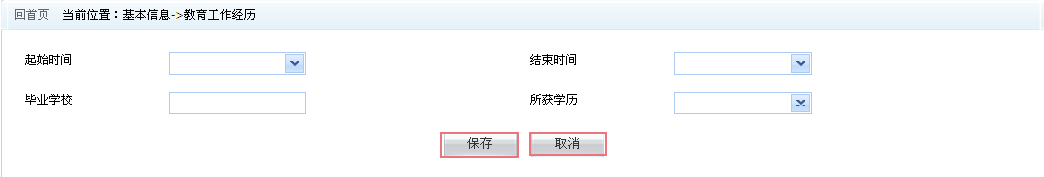 回首页 当前位置：基本信息->教育工作经历
起始时间 结束时间
毕业学校 所获学历
保存 取消